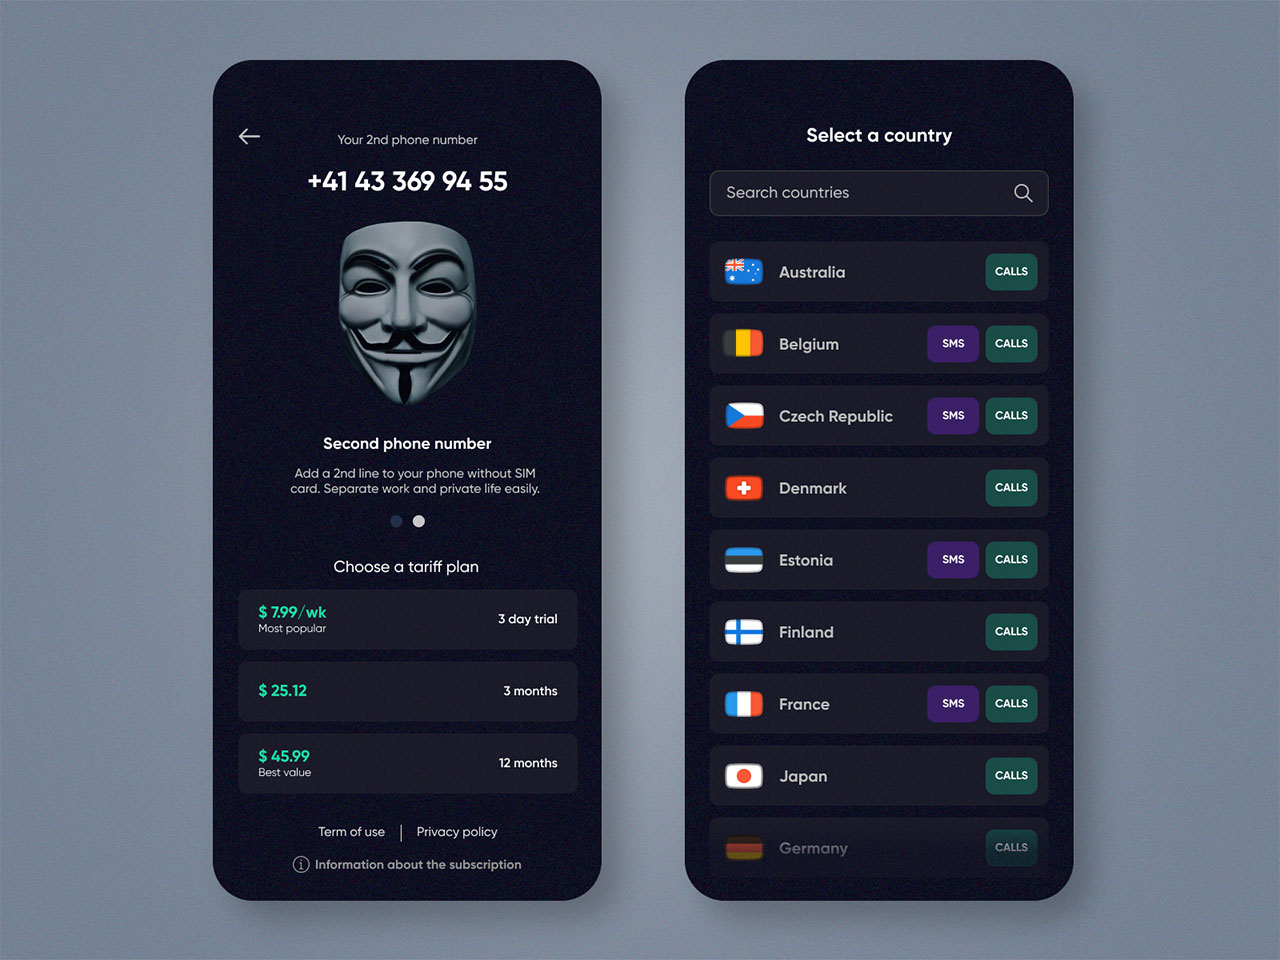 Your 2nd phone number
+41 43 369 94 55
Second phone number
Add a 2nd line to your phone without SIM
card. Separate work and private life easily.
Choose a tariff plan
$ 7.99/wk
Most popular
3 day trial
$ 25.12
3 months
$ 45.99
Best value
12 months
Term of use | Privacy policy
Information about the subscription
Select a country
Search countries
Australia CALLS
Belgium SMS CALLS
Czech Republic SMS CALLS
Denmark CALLS
Estonia SMS CALLS
Finland CALLS
France SMS CALLS
Japan CALLS
Germany CALLS